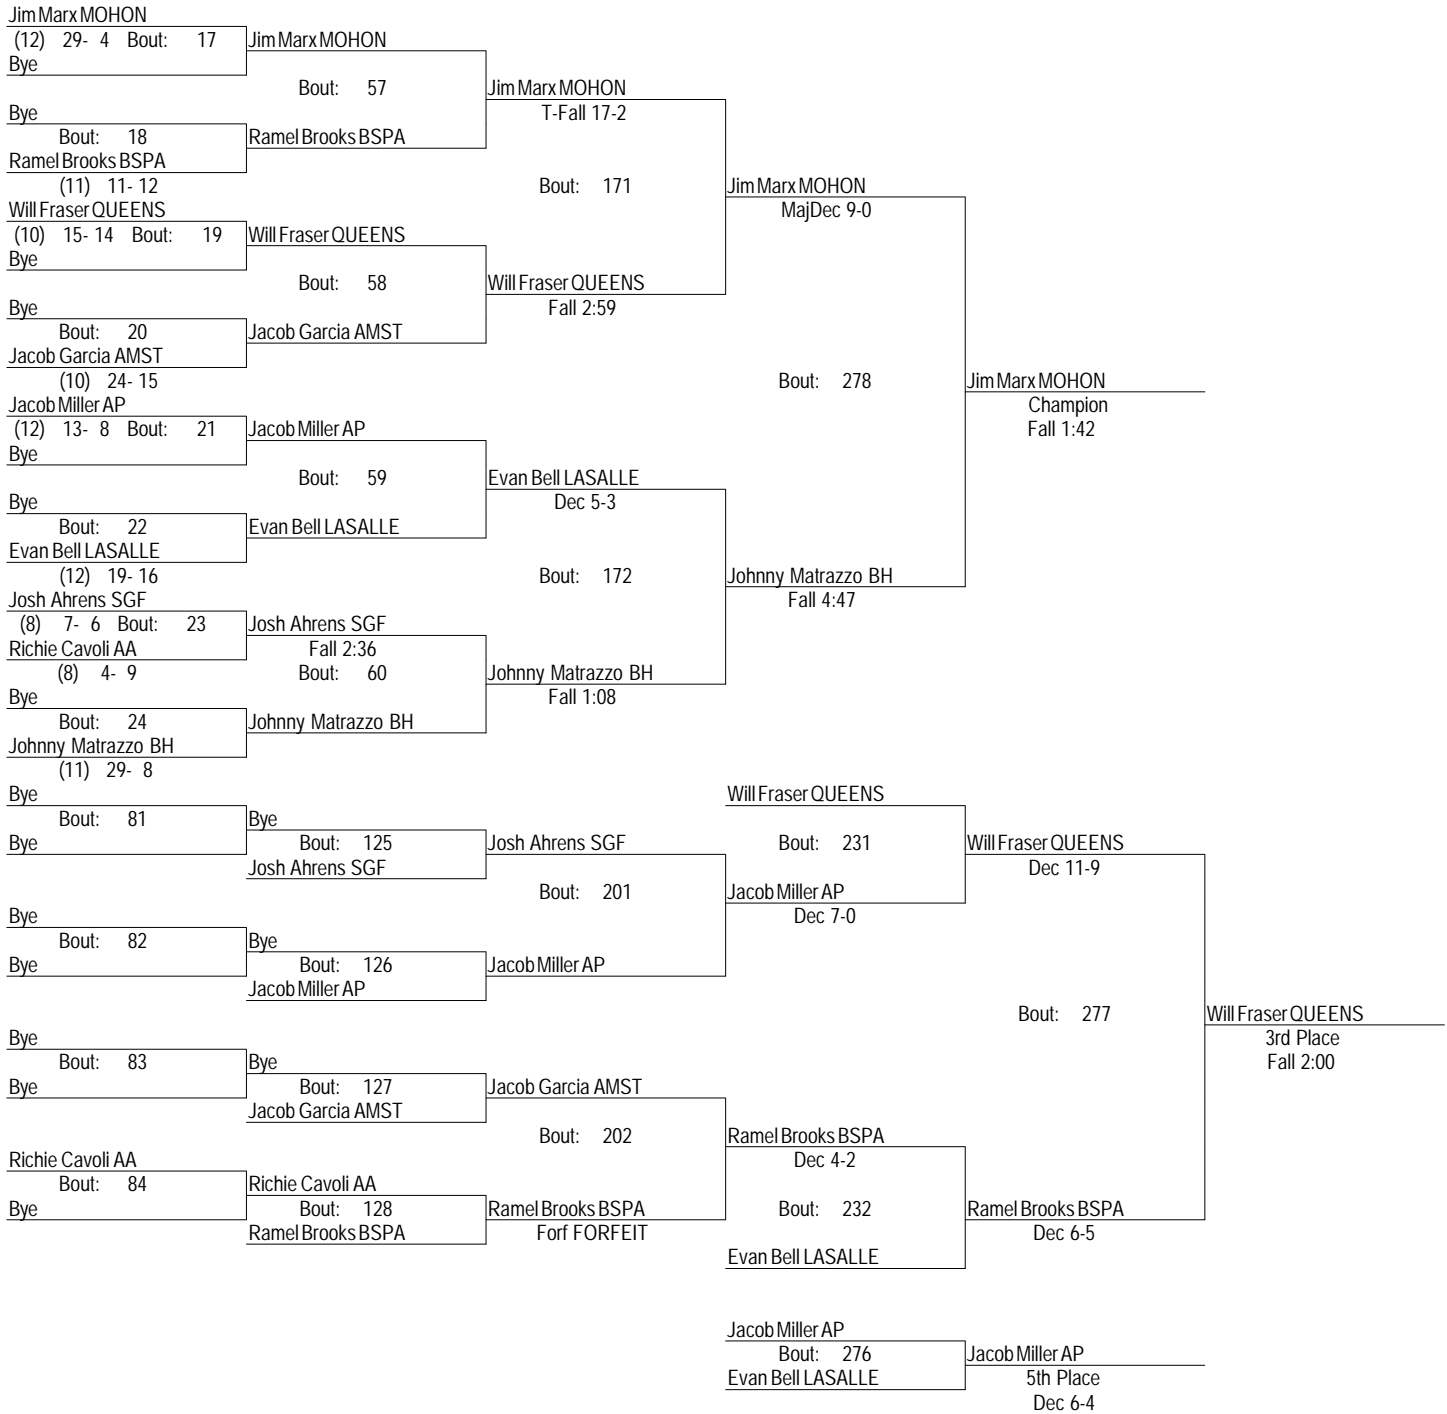 Jim Marx MOHON
(12) 29- 4 Bout: 17 Jim Marx MOHON
Bye
Bout: 57 Jim Marx MOHON
Bye T-Fall 17-2
Bout: 18 Ramel Brooks BSPA
Ramel Brooks BSPA
(11) 11- 12 Bout: 171 Jim Marx MOHON
Will Fraser QUEENS MajDec 9-0
(10) 15- 14 Bout: 19 Will Fraser QUEENS
Bye
Bout: 58 Will Fraser QUEENS
Bye Fall 2:59
Bout: 20 Jacob Garcia AMST
Jacob Garcia AMST
(10) 24- 15 Bout: 278 Jim Marx MOHON
Jacob Miller AP Champion
(12) 13- 8 Bout: 21 Jacob Miller AP Fall 1:42
Bye
Bout: 59 Evan Bell LASALLE
Bye Dec 5-3
Bout: 22 Evan Bell LASALLE
Evan Bell LASALLE
(12) 19- 16 Bout: 172 Johnny Matrazzo BH
Josh Ahrens SGF Fall 4:47
(8) 7- 6 Bout: 23 Josh Ahrens SGF
Richie Cavoli AA Fall 2:36
(8) 4- 9 Bout: 60 Johnny Matrazzo BH
Bye Fall 1:08
Bout: 24 Johnny Matrazzo BH
Johnny Matrazzo BH
(11) 29- 8
Bye Will Fraser QUEENS
Bout: 81 Bye
Bye Bout: 125 Josh Ahrens SGF Bout: 231 Will Fraser QUEENS
Josh Ahrens SGF Dec 11-9
Bout: 201 Jacob Miller AP
Bye Dec 7-0
Bout: 82 Bye
Bye Bout: 126 Jacob Miller AP
Jacob Miller AP
Bout: 277 Will Fraser QUEENS
Bye 3rd Place
Bout: 83 Bye Fall 2:00
Bye Bout: 127 Jacob Garcia AMST
Jacob Garcia AMST
Bout: 202 Ramel Brooks BSPA
Richie Cavoli AA Dec 4-2
Bout: 84 Richie Cavoli AA
Bye Bout: 128 Ramel Brooks BSPA Bout: 232 Ramel Brooks BSPA
Ramel Brooks BSPA Forf FORFEIT Dec 6-5
Evan Bell LASALLE
Jacob Miller AP
Bout: 276 Jacob Miller AP
Evan Bell LASALLE 5th Place
Dec 6-4